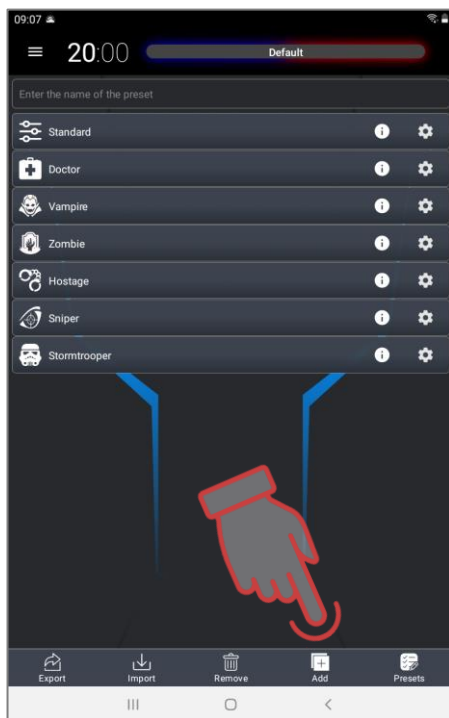 09:07
20:00
Default
Enter the name of the preset
Standard
Doctor
Vampire
Zombie
Hostage
Sniper
Stormtrooper
Export Import Remove Add Presets